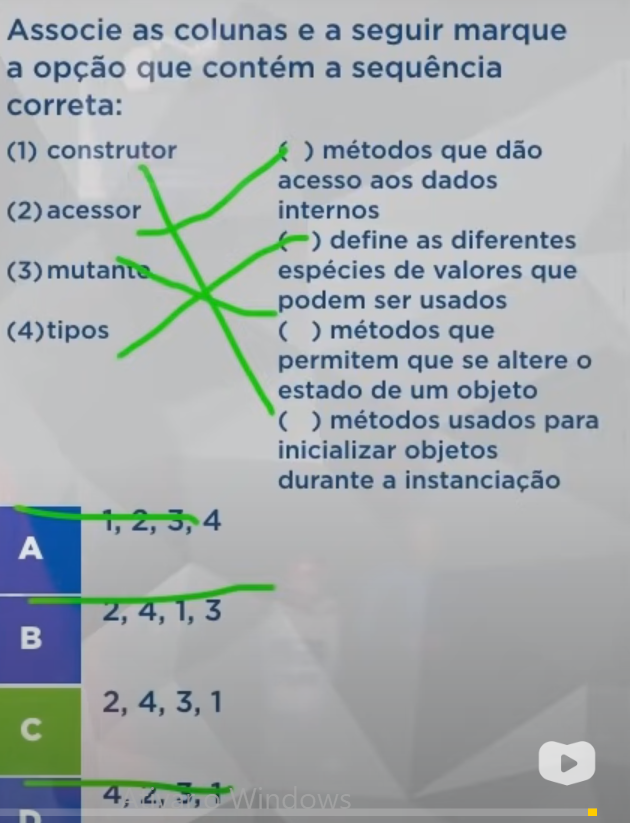 Associe as colunas e a seguir marque
a opção que contém a sequência
correta:
(1) construtor
(2) acessor
(3) mutante
(4) tipos
( ) métodos que dão
acesso aos dados
internos
( ) define as diferentes
espécies de valores que
podem ser usados
( ) métodos que
permitem que se altere o
estado de um objeto
( ) métodos usados para
inicializar objetos
durante a instanciação
A
1, 2, 3, 4
B
2, 4, 1, 3
C
2, 4, 3, 1
D
4, 2, 3, 1
Windows